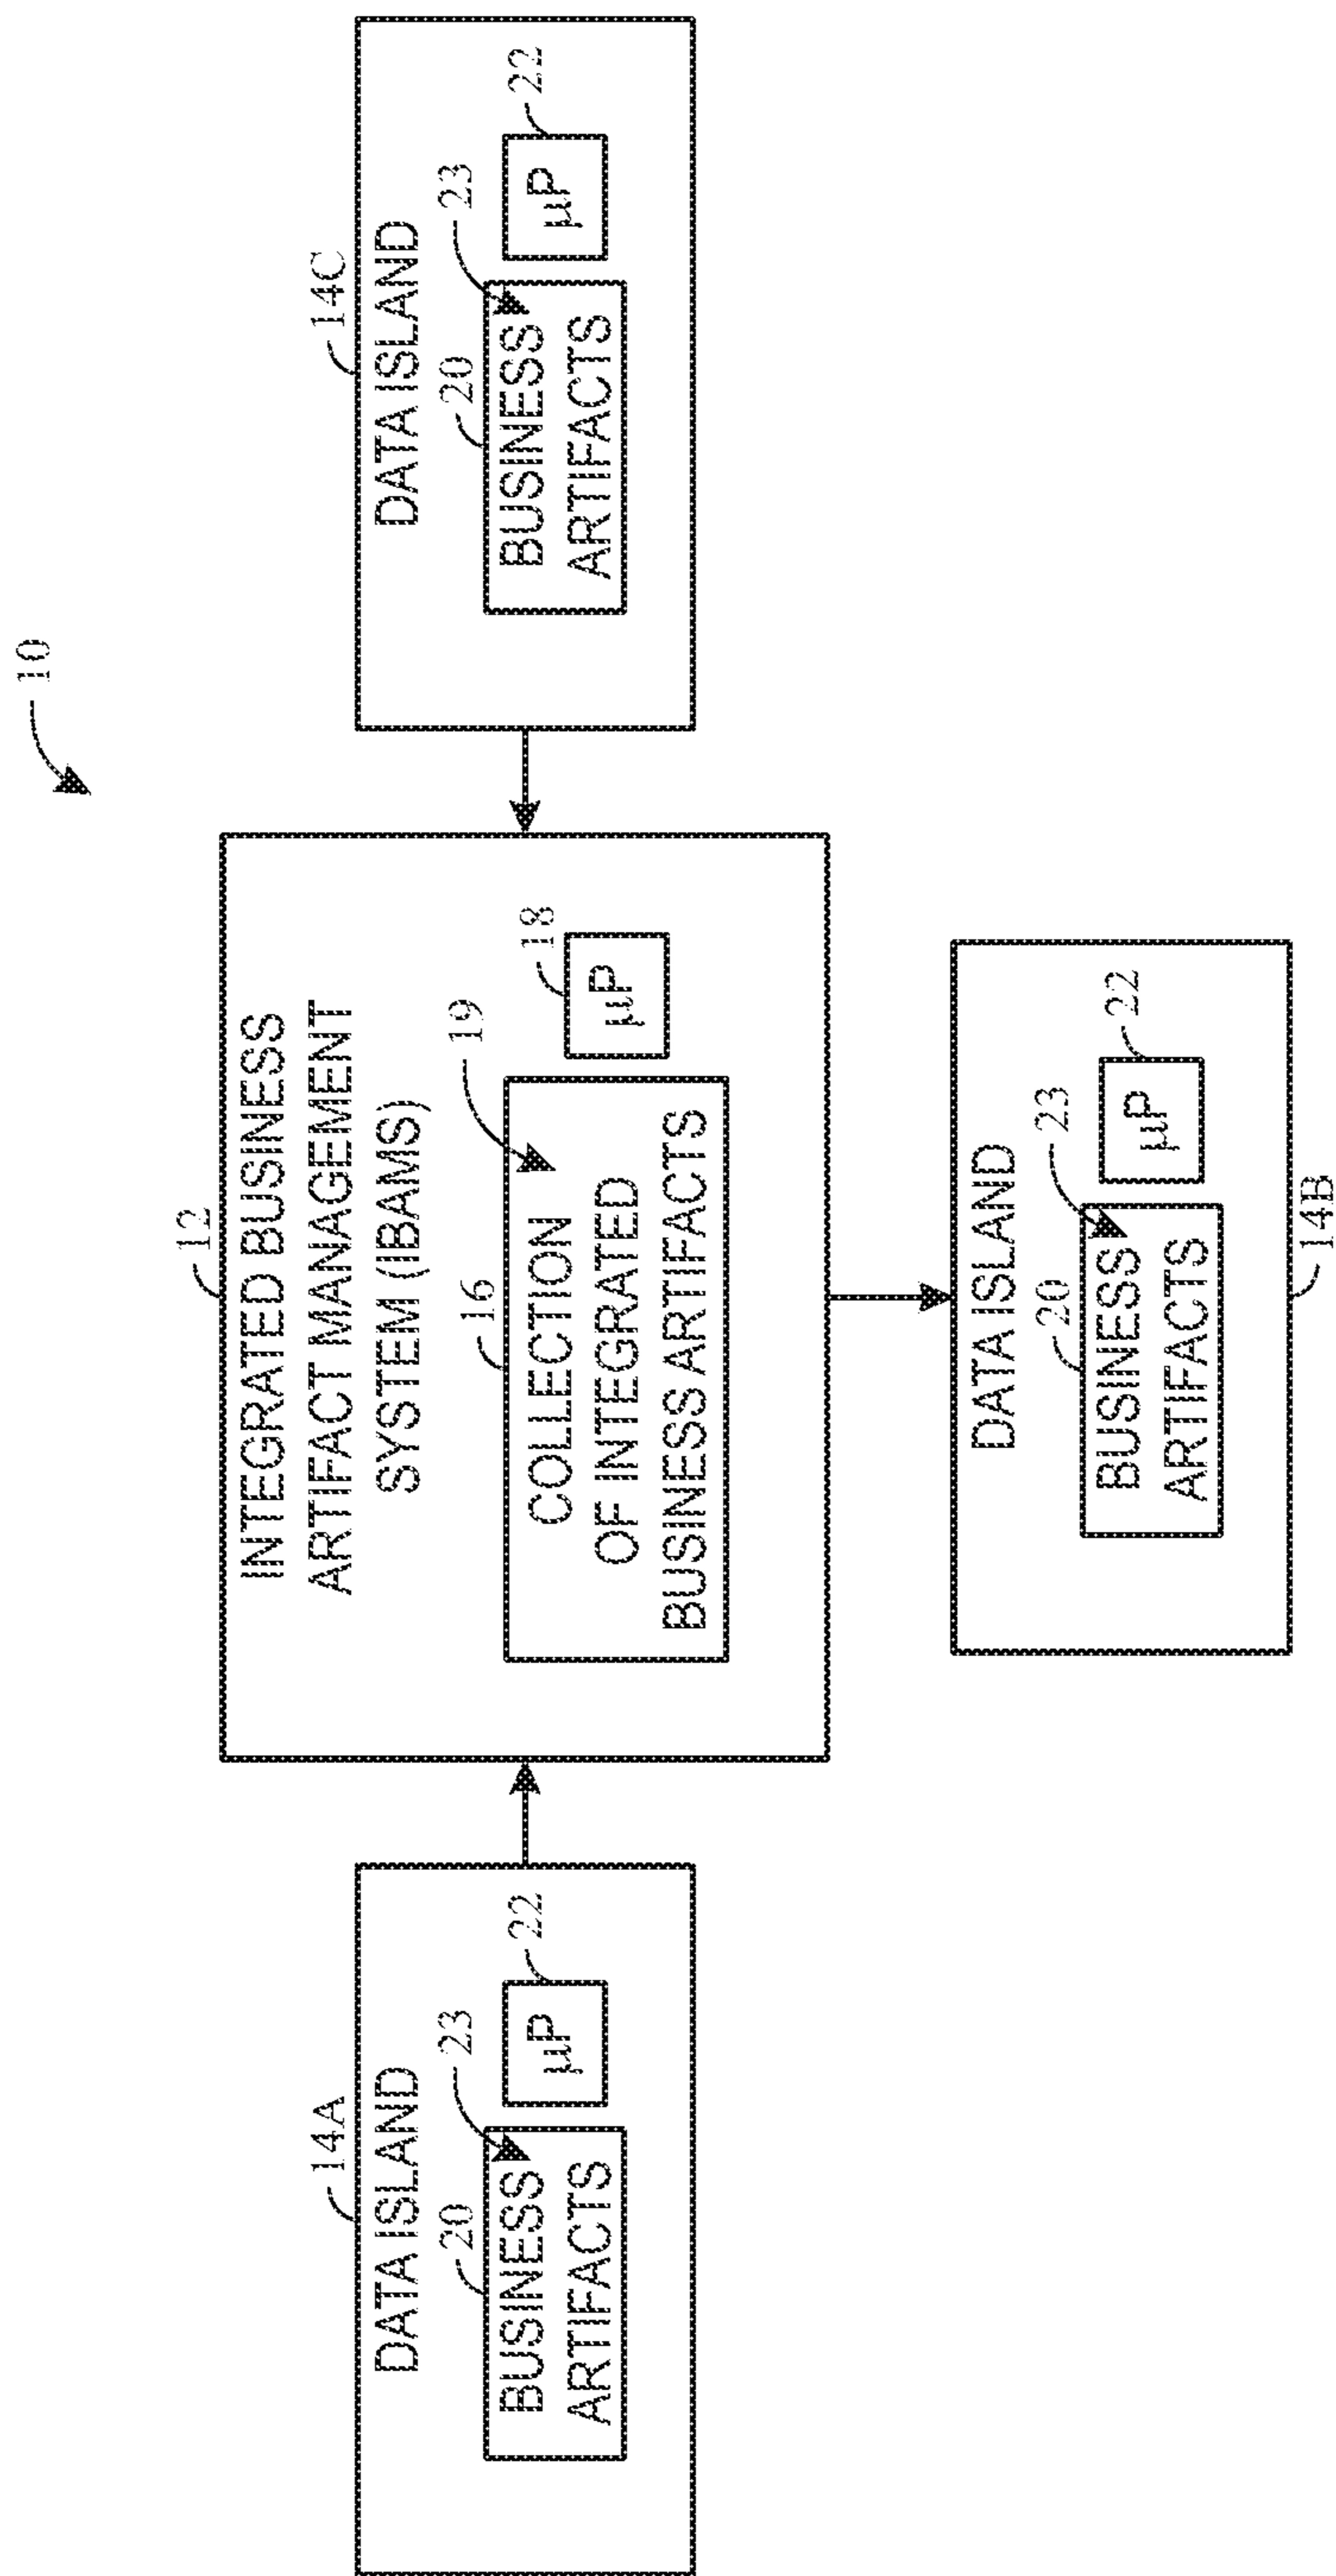 10
12
INTEGRATED BUSINESS
ARTIFACT MANAGEMENT
SYSTEM (IBAMS)
16
19
18
COLLECTION
OF INTEGRATED
BUSINESS ARTIFACTS
µP
14A
DATA ISLAND
20
23
22
BUSINESS
ARTIFACTS
µP
14C
DATA ISLAND
20
23
22
BUSINESS
ARTIFACTS
µP
DATA ISLAND
20
23
22
BUSINESS
ARTIFACTS
µP
14B